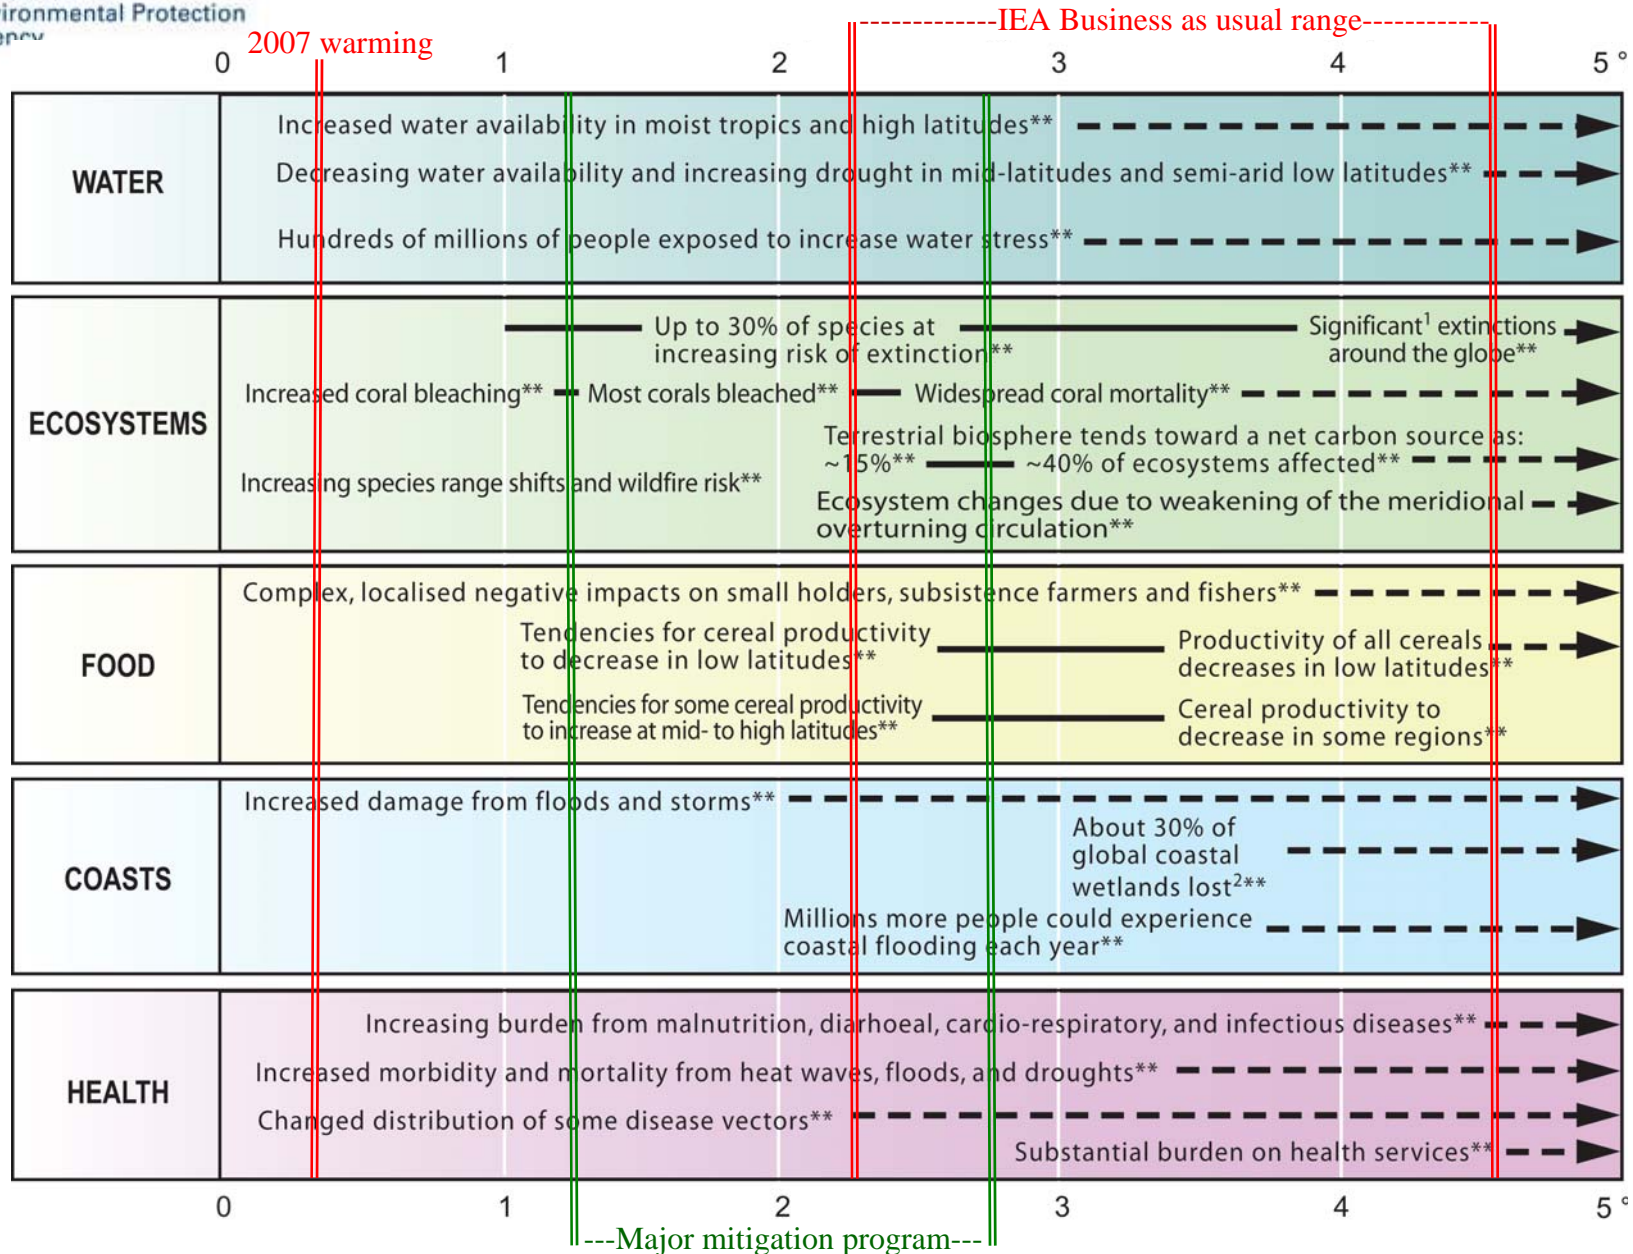 ironmental Protection
ency
2007 warming
-------------IEA Business as usual range------------
0 1 2 3 4 5 °
WATER
Increased water availability in moist tropics and high latitudes**
Decreasing water availability and increasing drought in mid-latitudes and semi-arid low latitudes**
Hundreds of millions of people exposed to increase water stress**
ECOSYSTEMS
Up to 30% of species at
increasing risk of extinction**
Significant¹ extinctions
around the globe**
Increased coral bleaching** Most corals bleached** Widespread coral mortality**
Terrestrial biosphere tends toward a net carbon source as:
~15%** ~40% of ecosystems affected**
Increasing species range shifts and wildfire risk**
Ecosystem changes due to weakening of the meridional
overturning circulation**
FOOD
Complex, localised negative impacts on small holders, subsistence farmers and fishers**
Tendencies for cereal productivity
to decrease in low latitudes**
Productivity of all cereals
decreases in low latitudes**
Tendencies for some cereal productivity
to increase at mid- to high latitudes**
Cereal productivity to
decrease in some regions**
COASTS
Increased damage from floods and storms**
About 30% of
global coastal
wetlands lost²**
Millions more people could experience
coastal flooding each year**
HEALTH
Increasing burden from malnutrition, diarhoeal, cardio-respiratory, and infectious diseases**
Increased morbidity and mortality from heat waves, floods, and droughts**
Changed distribution of some disease vectors**
Substantial burden on health services**
0 1 2 3 4 5 °
---Major mitigation program---